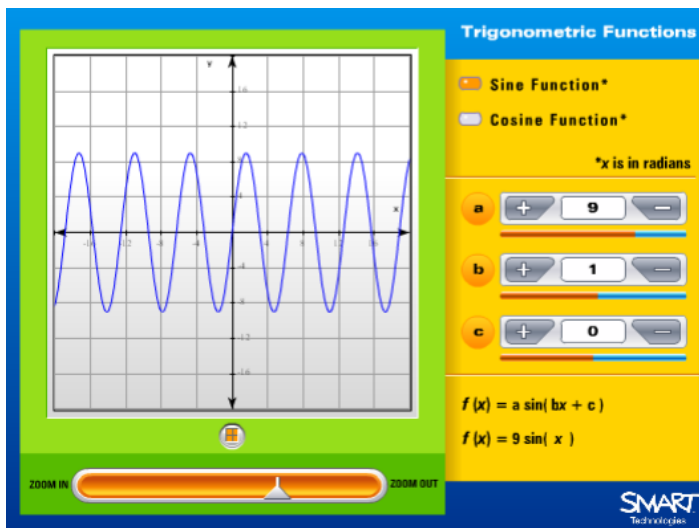 Trigonometric Functions
y
16
12
8
4
x
-16 -12 -8 -4 4 8 12 16
-4
-8
-12
-16
Sine Function*
Cosine Function*
*x is in radians
a + 9 −
b + 1 −
c + 0 −
f (x) = a sin( bx + c )
f (x) = 9 sin( x )
ZOOM IN ZOOM OUT
SMART
Technologies